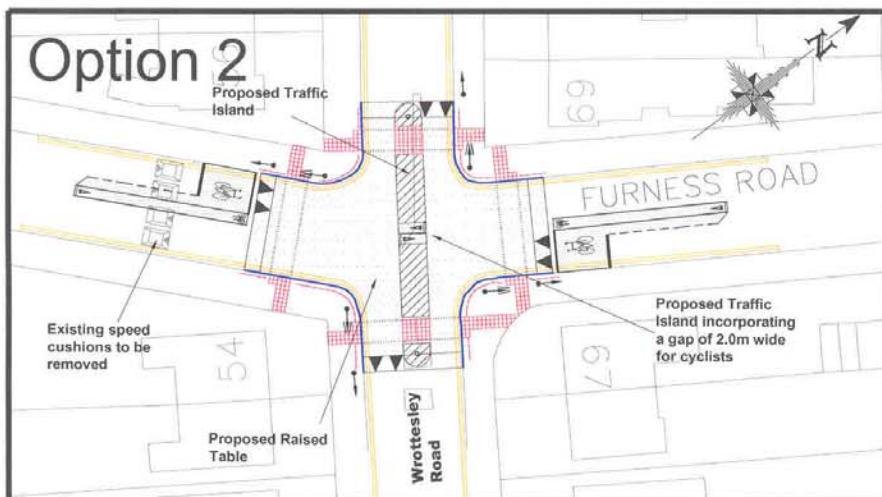 Option 2
Proposed Traffic
Island
69
N
FURNESS ROAD
Existing speed
cushions to be
removed
54
Proposed Raised
Table
Wrottesley
Road
Proposed Traffic
Island incorporating
a gap of 2.0m wide
for cyclists
67